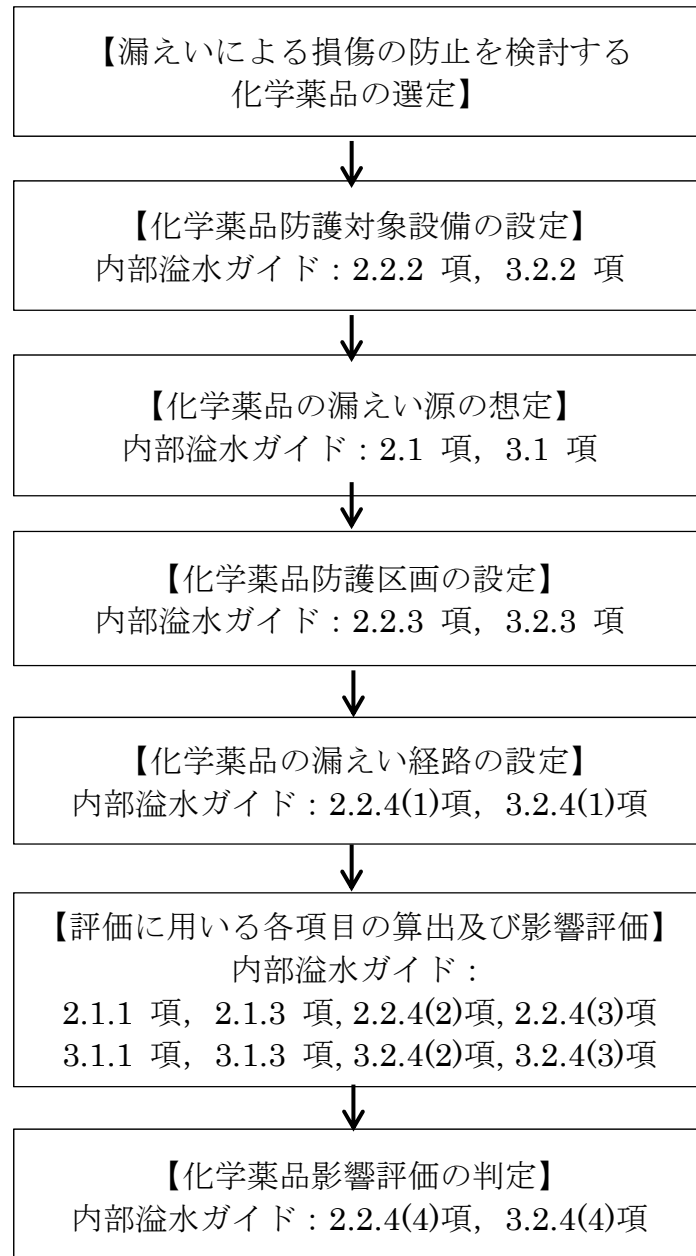 【漏えいによる損傷の防止を検討する
化学薬品の選定】
【化学薬品防護対象設備の設定】
内部溢水ガイド：2.2.2 項，3.2.2 項
【化学薬品の漏えい源の想定】
内部溢水ガイド：2.1 項，3.1 項
【化学薬品防護区画の設定】
内部溢水ガイド：2.2.3 項，3.2.3 項
【化学薬品の漏えい経路の設定】
内部溢水ガイド：2.2.4(1)項，3.2.4(1)項
【評価に用いる各項目の算出及び影響評価】
内部溢水ガイド：
2.1.1 項，2.1.3 項, 2.2.4(2)項, 2.2.4(3)項
3.1.1 項，3.1.3 項, 3.2.4(2)項, 3.2.4(3)項
【化学薬品影響評価の判定】
内部溢水ガイド：2.2.4(4)項，3.2.4(4)項